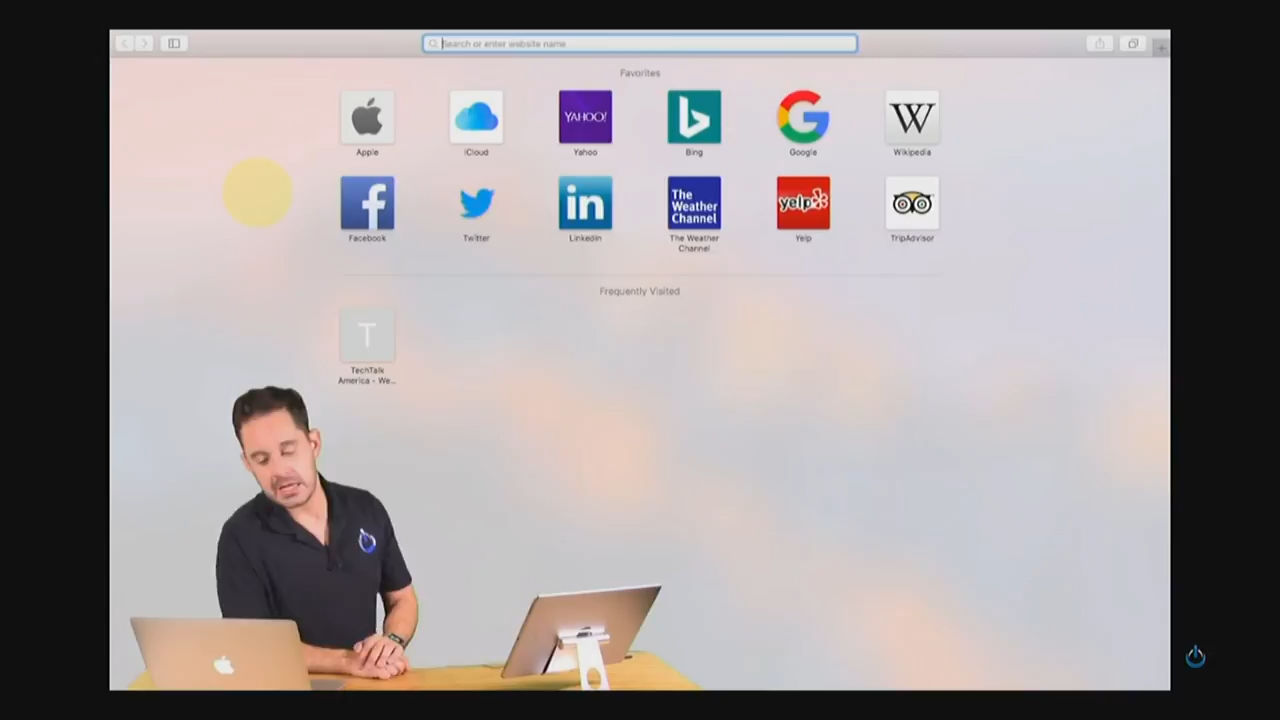 Search or enter website name
Favorites
YAHOO!
W
Apple
iCloud
Yahoo
Bing
Google
Wikipedia
The
Weather
Channel
yelp
in
Facebook
Twitter
LinkedIn
The Weather
Channel
Yelp
TripAdvisor
Frequently Visited
T
TechTalk
America - We...